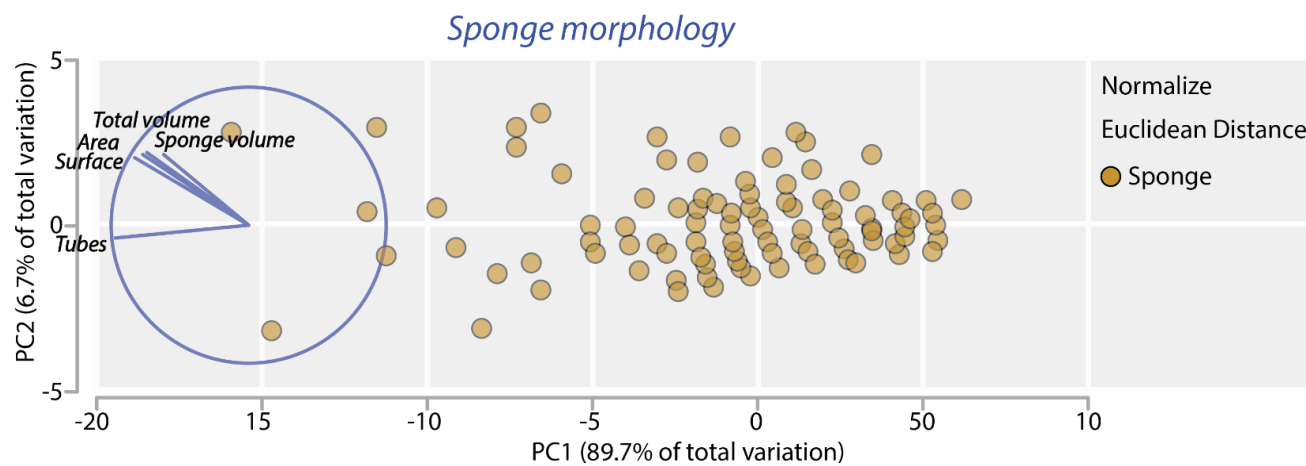 Sponge morphology
PC2 (6.7% of total variation)
5
0
-5
Total volume
Sponge volume
Area
Surface
Tubes
Normalize
Euclidean Distance
Sponge
-20
15
-10
-5
0
50
10
PC1 (89.7% of total variation)